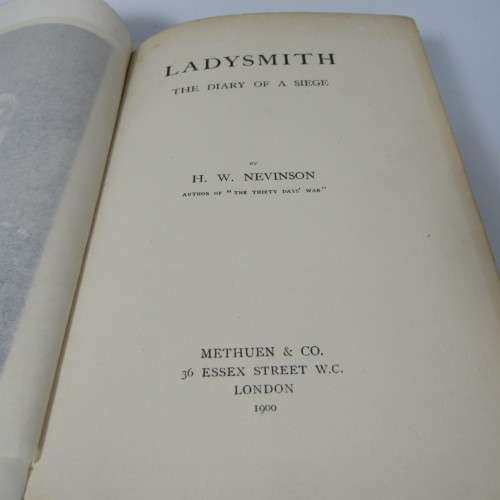 LADYSMITH
THE DIARY OF A SIEGE
BY
H. W. NEVINSON
AUTHOR OF "THE THIRTY DAYS' WAR"
METHUEN & CO.
36 ESSEX STREET W.C.
LONDON
1900